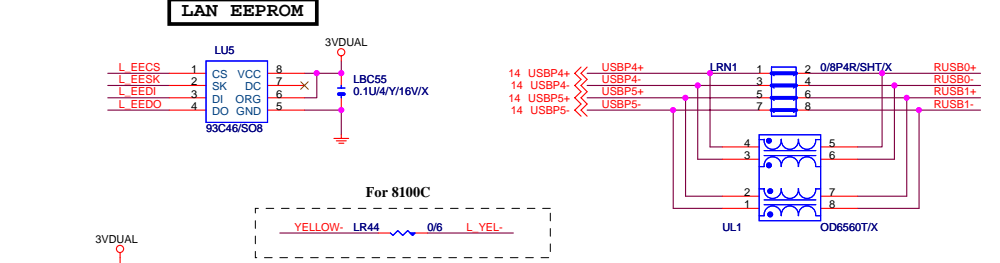 LAN EEPROM
LU5
3VDUAL
L_EECS 1 CS VCC 8
L_EESK 2 SK DC 7
L_EEDI 3 DI ORG 6
L_EEDO 4 DO GND 5
93C46/SO8
LBC55
0.1U/4/Y/16V/X
14 USBP4+ USBP4+ LRN1 1 2 0/8P4R/SHT/X RUSB0+
14 USBP4- USBP4- 3 4 RUSB0-
14 USBP5+ USBP5+ 5 6 RUSB1+
14 USBP5- USBP5- 7 8 RUSB1-
4 5
3 6
2 7
1 8
UL1 OD6560T/X
For 8100C
YELLOW- LR44 0/6 L_YEL-
3VDUAL